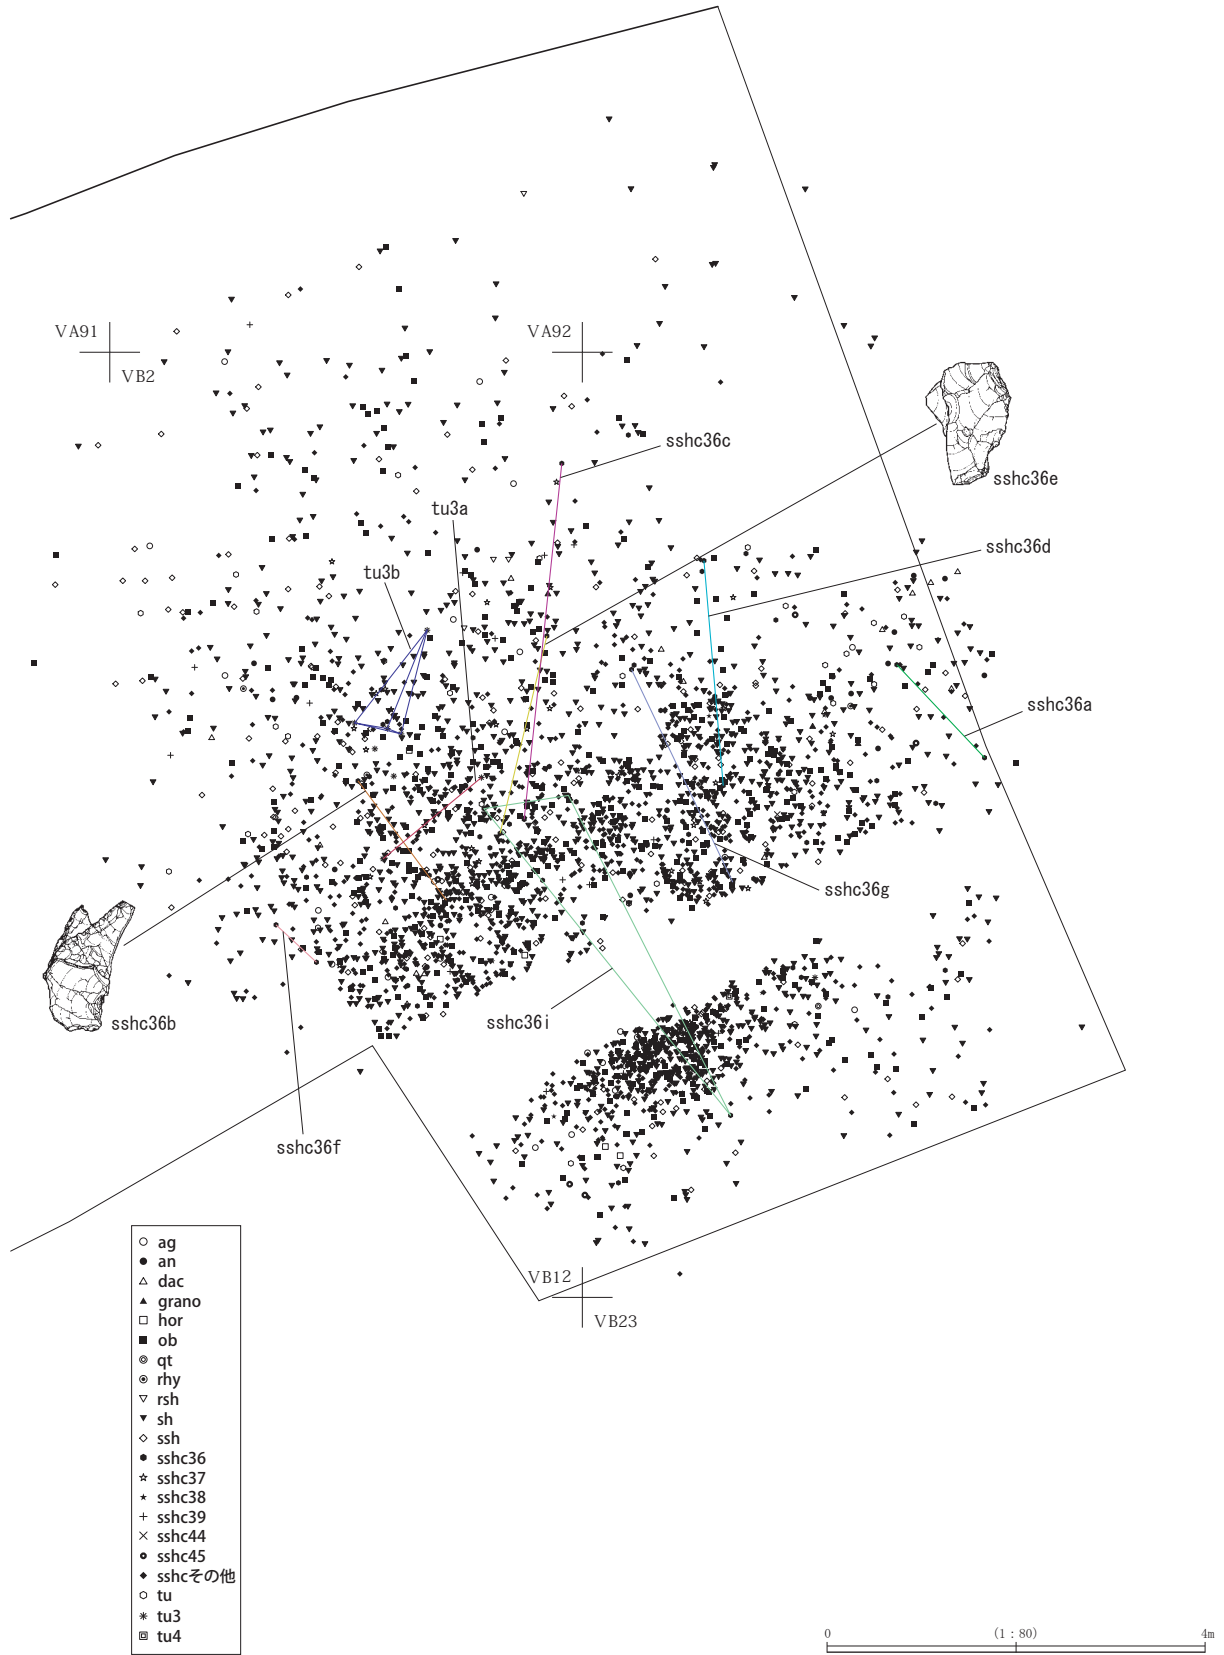 VA91
VB2
VA92
sshc36c
sshc36e
tu3a
sshc36d
tu3b
sshc36a
sshc36g
sshc36b
sshc36i
sshc36f
VB12
VB23
ag
an
dac
grano
hor
ob
qt
rhy
rsh
sh
ssh
sshc36
sshc37
sshc38
sshc39
sshc44
sshc45
sshcその他
tu
tu3
tu4
0 (1：80) 4m